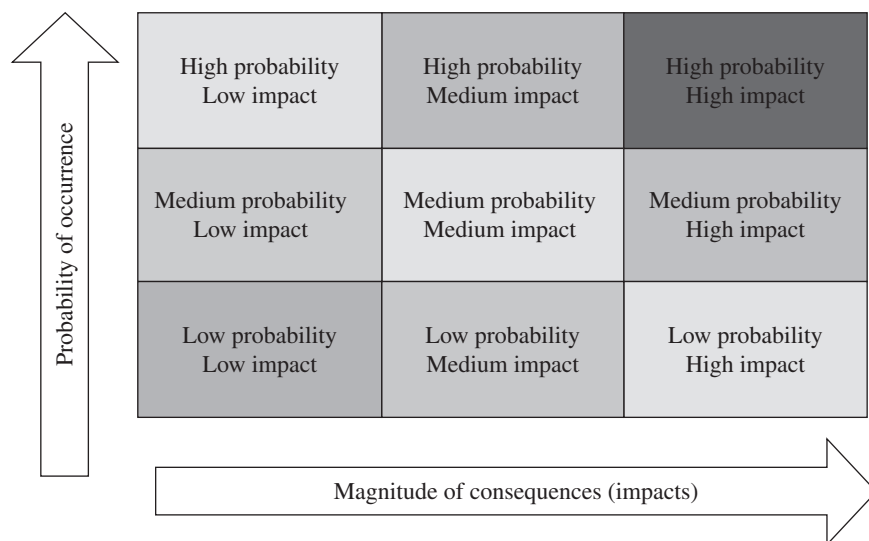 Probability of occurrence
High probability
Low impact
High probability
Medium impact
High probability
High impact
Medium probability
Low impact
Medium probability
Medium impact
Medium probability
High impact
Low probability
Low impact
Low probability
Medium impact
Low probability
High impact
Magnitude of consequences (impacts)